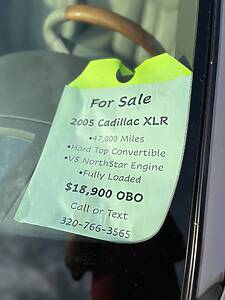 For Sale
2005 Cadillac XLR
•47,000 Miles
•Hard Top Convertible
•V8 NorthStar Engine
•Fully Loaded
$18,900 OBO
Call or Text
320-766-3565